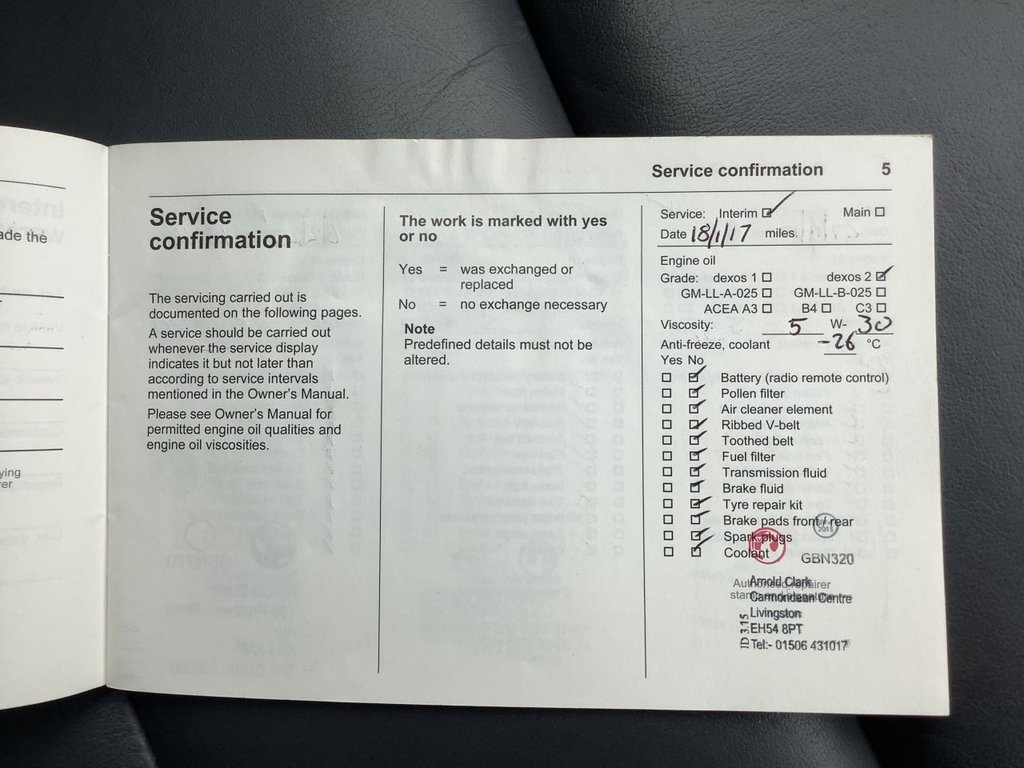 ade the
ying
er
Service confirmation 5
Service
confirmation
The servicing carried out is
documented on the following pages.
A service should be carried out
whenever the service display
indicates it but not later than
according to service intervals
mentioned in the Owner's Manual.
Please see Owner's Manual for
permitted engine oil qualities and
engine oil viscosities.
The work is marked with yes
or no
Yes = was exchanged or
replaced
No = no exchange necessary
Note
Predefined details must not be
altered.
Service: Interim Main
Date 18/1/17 miles
Engine oil
Grade: dexos 1 dexos 2
GM-LL-A-025 GM-LL-B-025
ACEA A3 B4 C3
Viscosity: 5 W- 30
Anti-freeze, coolant -26 °C
Yes No
Battery (radio remote control)
Pollen filter
Air cleaner element
Ribbed V-belt
Toothed belt
Fuel filter
Transmission fluid
Brake fluid
Tyre repair kit
Brake pads front / rear
Spark plugs
Coolant
GBN320
Authorised repairer
Arnold Clark
Carmondean Centre
Livingston
EH54 8PT
Tel:- 01506 431017
ID 3.15